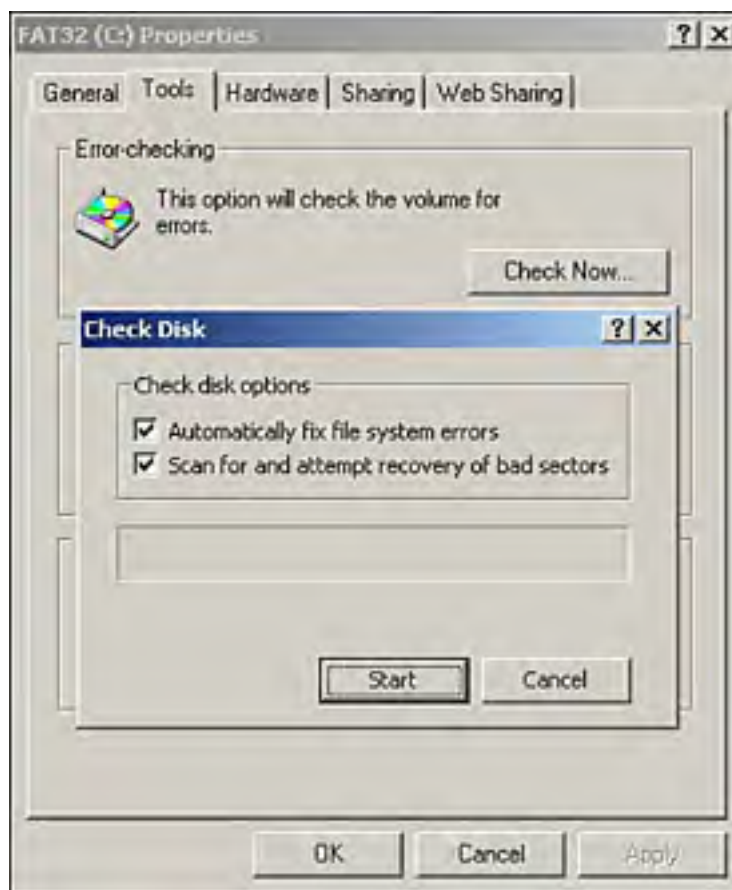 FAT32 (C:) Properties
General Tools Hardware Sharing Web Sharing
Error-checking
This option will check the volume for
errors.
Check Now...
Check Disk
Check disk options
Automatically fix file system errors
Scan for and attempt recovery of bad sectors
Start Cancel
OK Cancel Apply